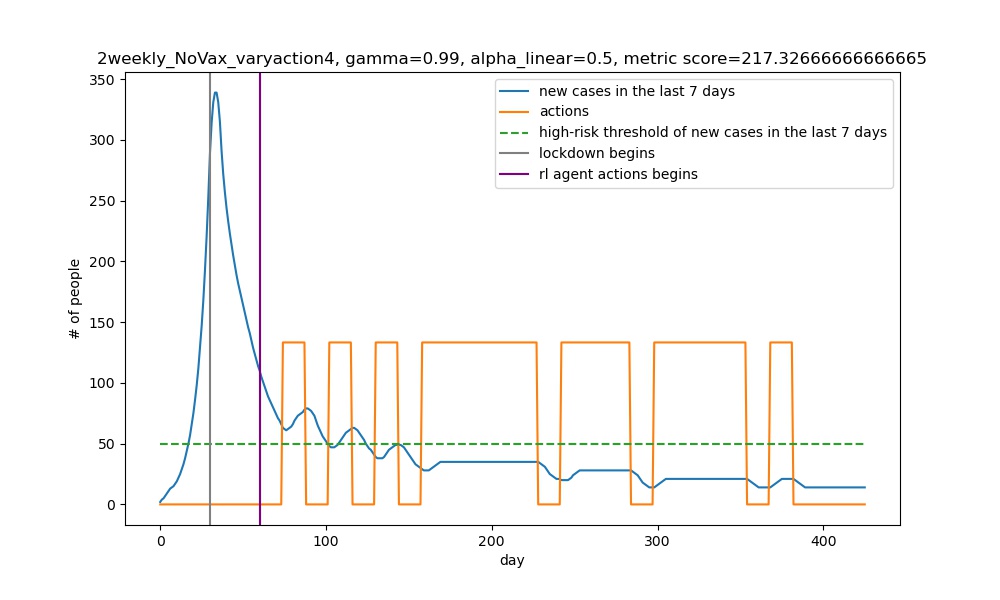 2weekly_NoVax_varyaction4, gamma=0.99, alpha_linear=0.5, metric score=217.32666666666665
new cases in the last 7 days
actions
high-risk threshold of new cases in the last 7 days
lockdown begins
rl agent actions begins
# of people
350
300
250
200
150
100
50
0
0 100 200 300 400
day